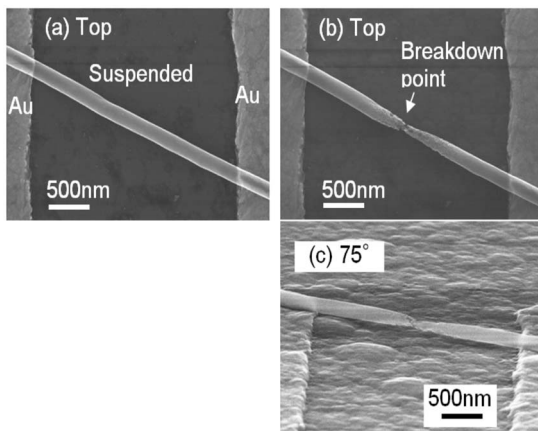 (a) Top
Suspended
Au
Au
500nm
(b) Top
Breakdown
point
500nm
(c) 75°
500nm